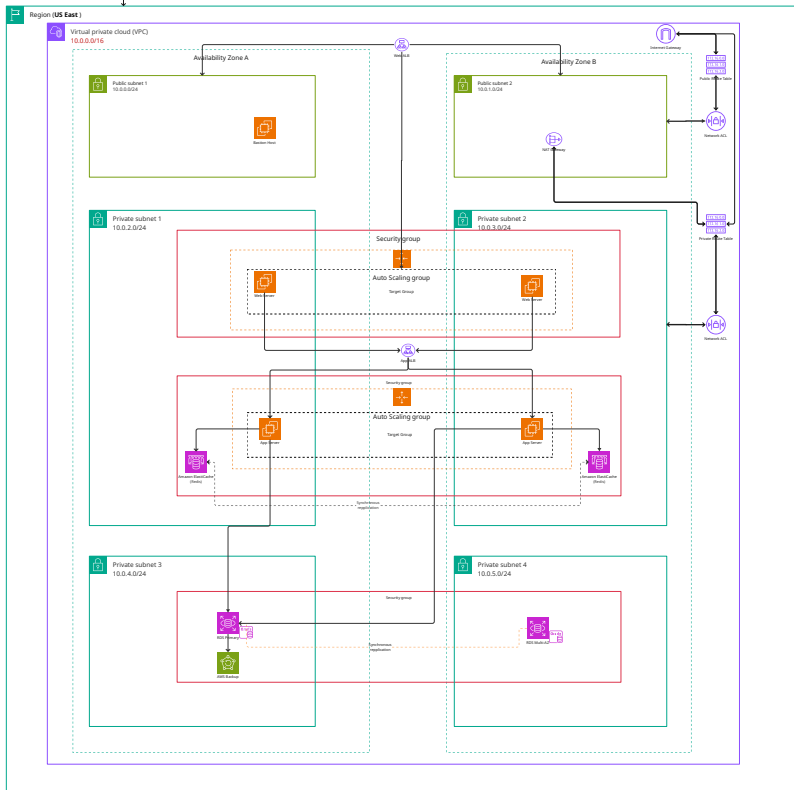 Region (US East )
Virtual private cloud (VPC)
10.0.0.0/16
Web ALB
Availability Zone A
Availability Zone B
Internet Gateway
Public Route Table
Network ACL
Public subnet 1
10.0.0.0/24
Bastion Host
Public subnet 2
10.0.1.0/24
NAT Gateway
Private subnet 1
10.0.2.0/24
Private subnet 2
10.0.3.0/24
Private Route Table
Security group
Auto Scaling group
Target Group
Web Server
Web Server
Network ACL
App ALB
Security group
Auto Scaling group
Target Group
App Server
App Server
Amazon ElastiCache
(Redis)
Amazon ElastiCache
(Redis)
Synchronous
replication
Private subnet 3
10.0.4.0/24
Private subnet 4
10.0.5.0/24
Security group
RDS Primary
Synchronous
replication
AWS Backup